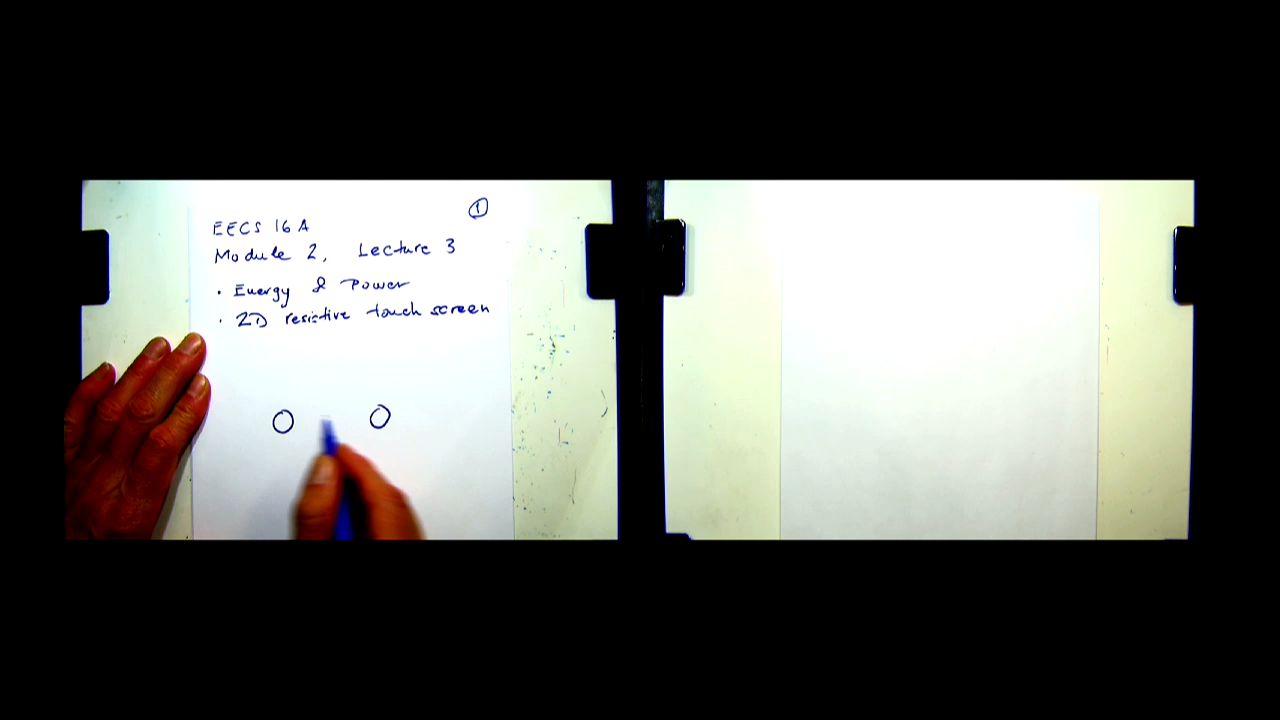 ①
EECS 16A
Module 2, Lecture 3
· Energy & Power
· 2D resistive touch screen